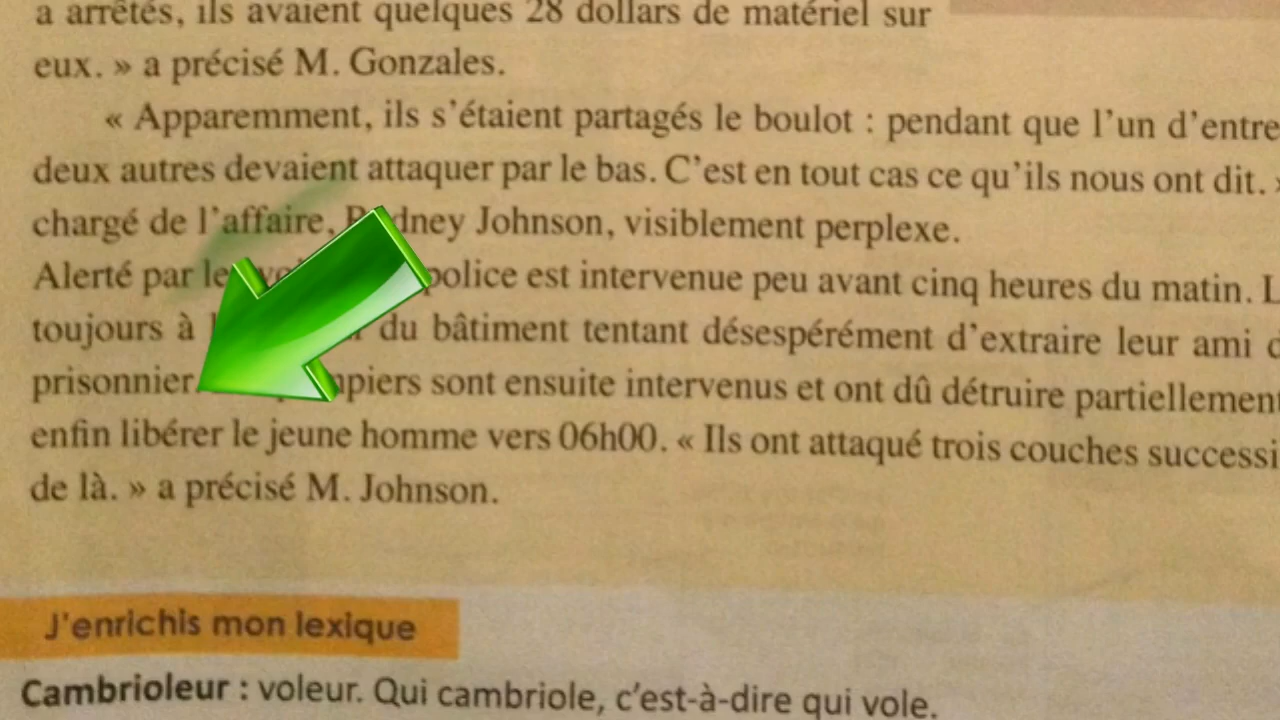 a arrêtés, ils avaient quelques 28 dollars de matériel sur
eux. » a précisé M. Gonzales.
« Apparemment, ils s'étaient partagés le boulot : pendant que l'un d'entre
deux autres devaient attaquer par le bas. C'est en tout cas ce qu'ils nous ont dit. »
chargé de l'affaire, Johnson, visiblement perplexe.
Alerté par police est intervenue peu avant cinq heures du matin.
toujours à du bâtiment tentant désespérément d'extraire leur ami
prisonnier. sont ensuite intervenus et ont dû détruire partiellement
enfin libérer le jeune homme vers 06h00. « Ils ont attaqué trois couches successi
de là. » a précisé M. Johnson.
J'enrichis mon lexique
Cambrioleur : voleur. Qui cambriole, c'est-à-dire qui vole.